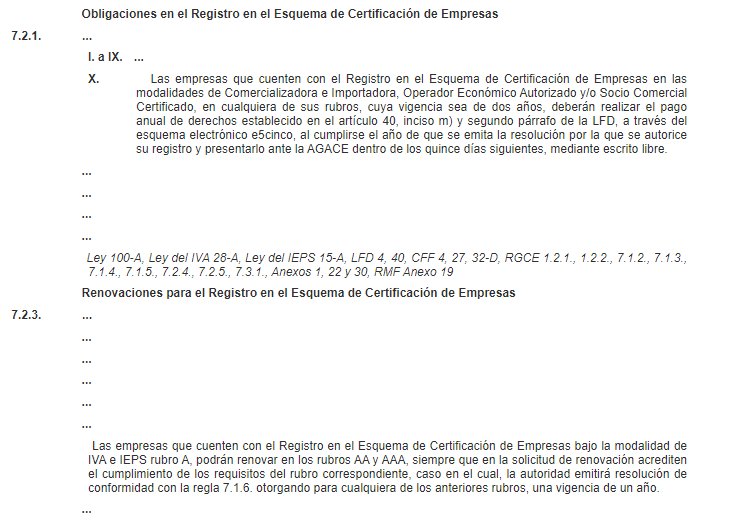 Obligaciones en el Registro en el Esquema de Certificación de Empresas
7.2.1. ...
I. a IX. ...
X. Las empresas que cuenten con el Registro en el Esquema de Certificación de Empresas en las
modalidades de Comercializadora e Importadora, Operador Económico Autorizado y/o Socio Comercial
Certificado, en cualquiera de sus rubros, cuya vigencia sea de dos años, deberán realizar el pago
anual de derechos establecido en el artículo 40, inciso m) y segundo párrafo de la LFD, a través del
esquema electrónico e5cinco, al cumplirse el año de que se emita la resolución por la que se autorice
su registro y presentarlo ante la AGACE dentro de los quince días siguientes, mediante escrito libre.
...
...
...
...
Ley 100-A, Ley del IVA 28-A, Ley del IEPS 15-A, LFD 4, 40, CFF 4, 27, 32-D, RGCE 1.2.1., 1.2.2., 7.1.2., 7.1.3.,
7.1.4., 7.1.5., 7.2.4., 7.2.5., 7.3.1., Anexos 1, 22 y 30, RMF Anexo 19
Renovaciones para el Registro en el Esquema de Certificación de Empresas
7.2.3. ...
...
...
...
...
...
Las empresas que cuenten con el Registro en el Esquema de Certificación de Empresas bajo la modalidad de
IVA e IEPS rubro A, podrán renovar en los rubros AA y AAA, siempre que en la solicitud de renovación acrediten
el cumplimiento de los requisitos del rubro correspondiente, caso en el cual, la autoridad emitirá resolución de
conformidad con la regla 7.1.6. otorgando para cualquiera de los anteriores rubros, una vigencia de un año.
...